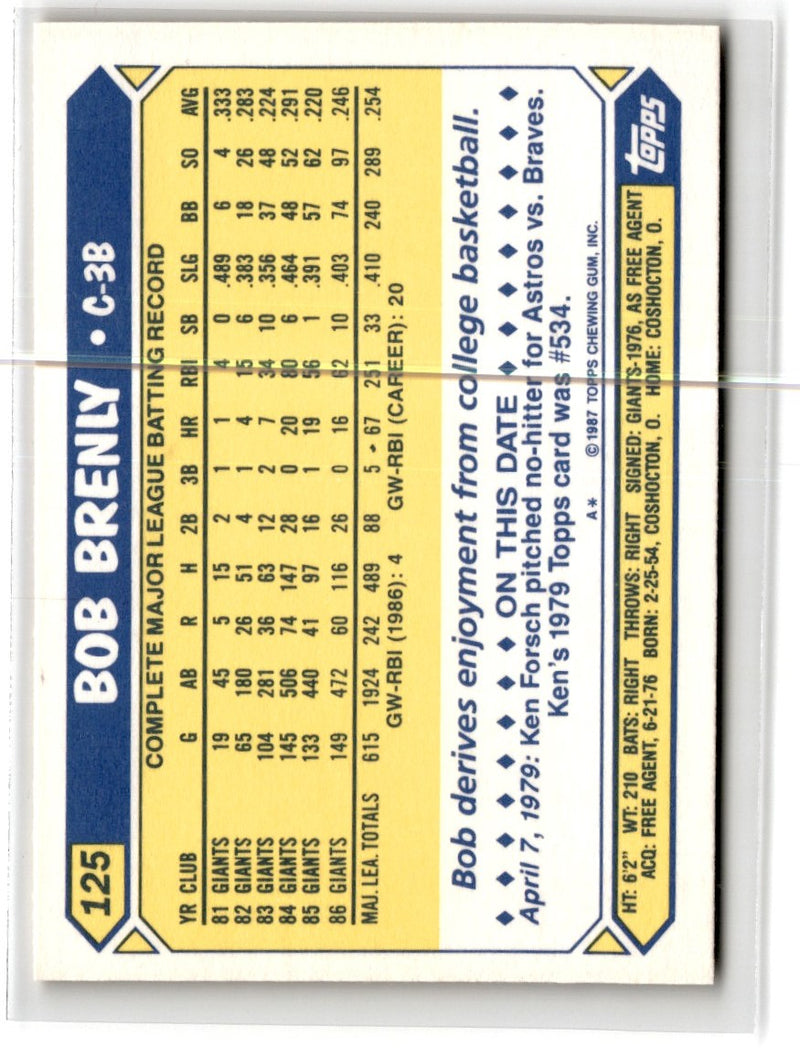 125 BOB BRENLY • C-3B
COMPLETE MAJOR LEAGUE BATTING RECORD
YR CLUB G AB R H 2B 3B HR RBI SB SLG BB SO AVG
81 GIANTS 19 45 5 15 2 1 1 4 0 .489 6 4 .333
82 GIANTS 65 180 26 51 4 1 4 15 6 .383 18 26 .283
83 GIANTS 104 281 36 63 12 2 7 34 10 .356 37 48 .224
84 GIANTS 145 506 74 147 28 0 20 80 6 .464 48 52 .291
85 GIANTS 133 440 41 97 16 1 19 56 1 .391 57 62 .220
86 GIANTS 149 472 60 116 26 0 16 62 10 .403 74 97 .246
MAJ. LEA. TOTALS 615 1924 242 489 88 5 • 67 251 33 .410 240 289 .254
GW-RBI (1986): 4 GW-RBI (CAREER): 20
Bob derives enjoyment from college basketball.
♦ ♦ ♦ ♦ ♦ ♦ ♦ ♦ ON THIS DATE ♦ ♦ ♦ ♦ ♦ ♦ ♦ ♦
April 7, 1979: Ken Forsch pitched no-hitter for Astros vs. Braves.
Ken's 1979 Topps card was #534.
A* ©1987 TOPPS CHEWING GUM, INC.
topps
HT: 6'2" WT: 210 BATS: RIGHT THROWS: RIGHT SIGNED: GIANTS-1976, AS FREE AGENT
ACQ: FREE AGENT, 6-21-76 BORN: 2-25-54, COSHOCTON, O. HOME: COSHOCTON, O.